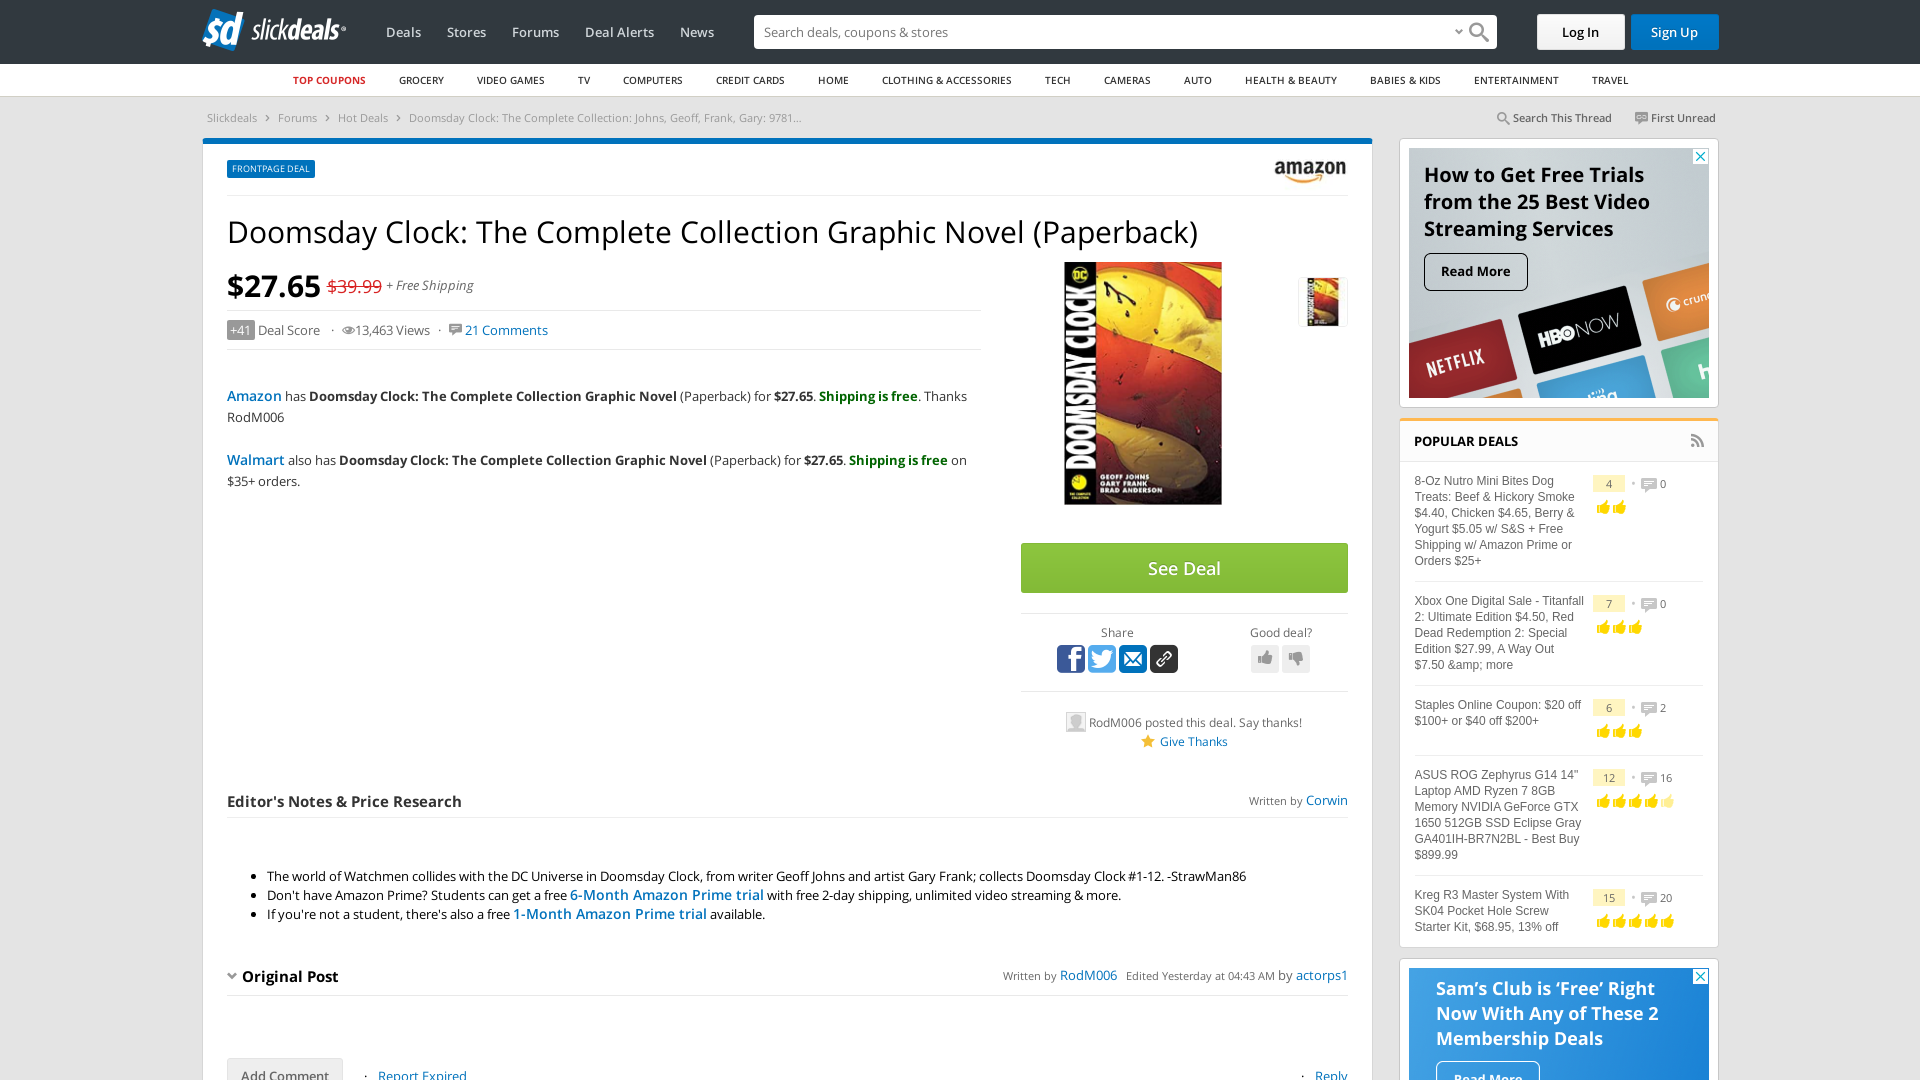 sd slickdeals
Deals Stores Forums Deal Alerts News
Search deals, coupons & stores
Log In Sign Up
TOP COUPONS GROCERY VIDEO GAMES TV COMPUTERS CREDIT CARDS HOME CLOTHING & ACCESSORIES TECH CAMERAS AUTO HEALTH & BEAUTY BABIES & KIDS ENTERTAINMENT TRAVEL
Slickdeals › Forums › Hot Deals › Doomsday Clock: The Complete Collection: Johns, Geoff, Frank, Gary: 9781...
Search This Thread First Unread
FRONTPAGE DEAL
amazon
Doomsday Clock: The Complete Collection Graphic Novel (Paperback)
$27.65 $39.99 + Free Shipping
+41 Deal Score · 13,463 Views · 21 Comments
Amazon has Doomsday Clock: The Complete Collection Graphic Novel (Paperback) for $27.65. Shipping is free. Thanks
RodM006
Walmart also has Doomsday Clock: The Complete Collection Graphic Novel (Paperback) for $27.65. Shipping is free on
$35+ orders.
DC
DOOMSDAY CLOCK
GEOFF JOHNS
GARY FRANK
BRAD ANDERSON
See Deal
Share
Good deal?
RodM006 posted this deal. Say thanks!
Give Thanks
Editor's Notes & Price Research
Written by Corwin
• The world of Watchmen collides with the DC Universe in Doomsday Clock, from writer Geoff Johns and artist Gary Frank; collects Doomsday Clock #1-12. -StrawMan86
• Don't have Amazon Prime? Students can get a free 6-Month Amazon Prime trial with free 2-day shipping, unlimited video streaming & more.
• If you're not a student, there's also a free 1-Month Amazon Prime trial available.
Original Post
Written by RodM006 Edited Yesterday at 04:43 AM by actorps1
Add Comment · Report Expired
· Reply
How to Get Free Trials
from the 25 Best Video
Streaming Services
Read More
NETFLIX
HBO NOW
POPULAR DEALS
8-Oz Nutro Mini Bites Dog
Treats: Beef & Hickory Smoke
$4.40, Chicken $4.65, Berry &
Yogurt $5.05 w/ S&S + Free
Shipping w/ Amazon Prime or
Orders $25+
4 • 0
Xbox One Digital Sale - Titanfall
2: Ultimate Edition $4.50, Red
Dead Redemption 2: Special
Edition $27.99, A Way Out
$7.50 &amp; more
7 • 0
Staples Online Coupon: $20 off
$100+ or $40 off $200+
6 • 2
ASUS ROG Zephyrus G14 14"
Laptop AMD Ryzen 7 8GB
Memory NVIDIA GeForce GTX
1650 512GB SSD Eclipse Gray
GA401IH-BR7N2BL - Best Buy
$899.99
12 • 16
Kreg R3 Master System With
SK04 Pocket Hole Screw
Starter Kit, $68.95, 13% off
15 • 20
Sam's Club is 'Free' Right
Now With Any of These 2
Membership Deals
Read More